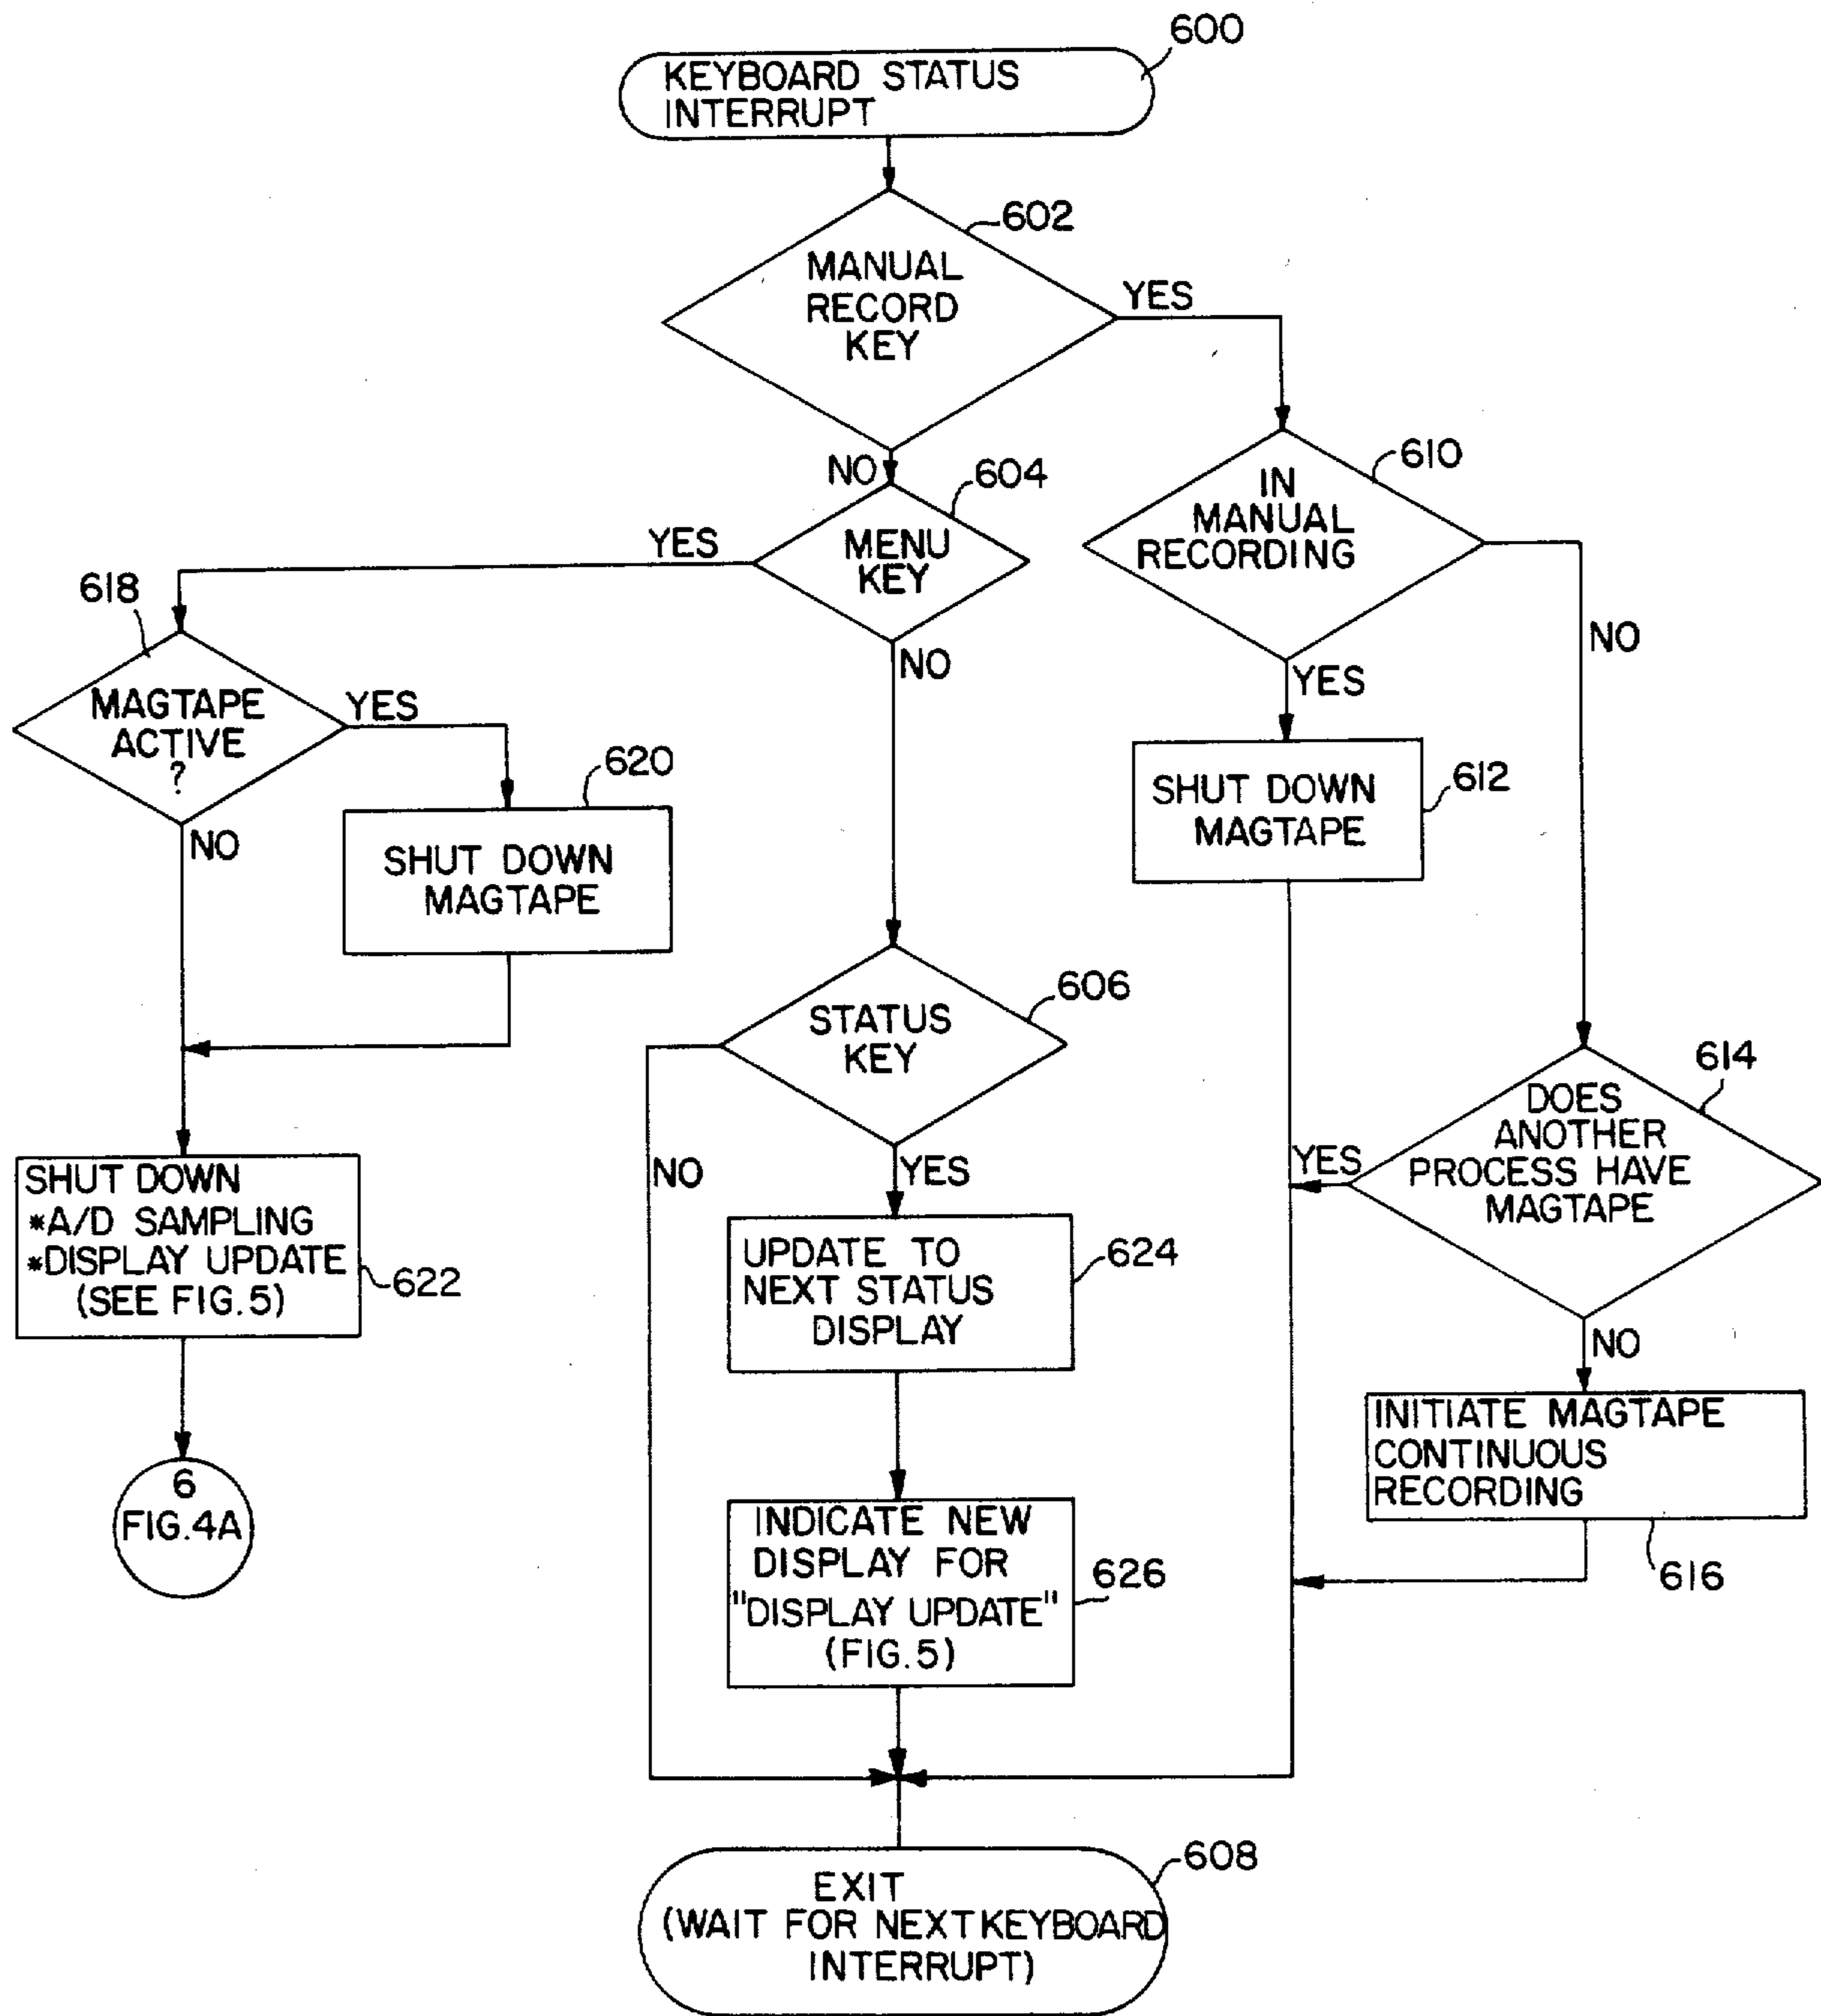 600
KEYBOARD STATUS
INTERRUPT
602
MANUAL
RECORD
KEY
YES
NO
604
MENU
KEY
YES
NO
610
IN
MANUAL
RECORDING
YES
NO
618
MAGTAPE
ACTIVE
?
YES
NO
620
SHUT DOWN
MAGTAPE
612
SHUT DOWN
MAGTAPE
606
STATUS
KEY
NO
YES
614
DOES
ANOTHER
PROCESS HAVE
MAGTAPE
YES
NO
SHUT DOWN
*A/D SAMPLING
*DISPLAY UPDATE
(SEE FIG. 5)
622
UPDATE TO
NEXT STATUS
DISPLAY
624
INITIATE MAGTAPE
CONTINUOUS
RECORDING
616
6
FIG. 4A
INDICATE NEW
DISPLAY FOR
"DISPLAY UPDATE"
(FIG. 5)
626
608
EXIT
(WAIT FOR NEXT KEYBOARD
INTERRUPT)